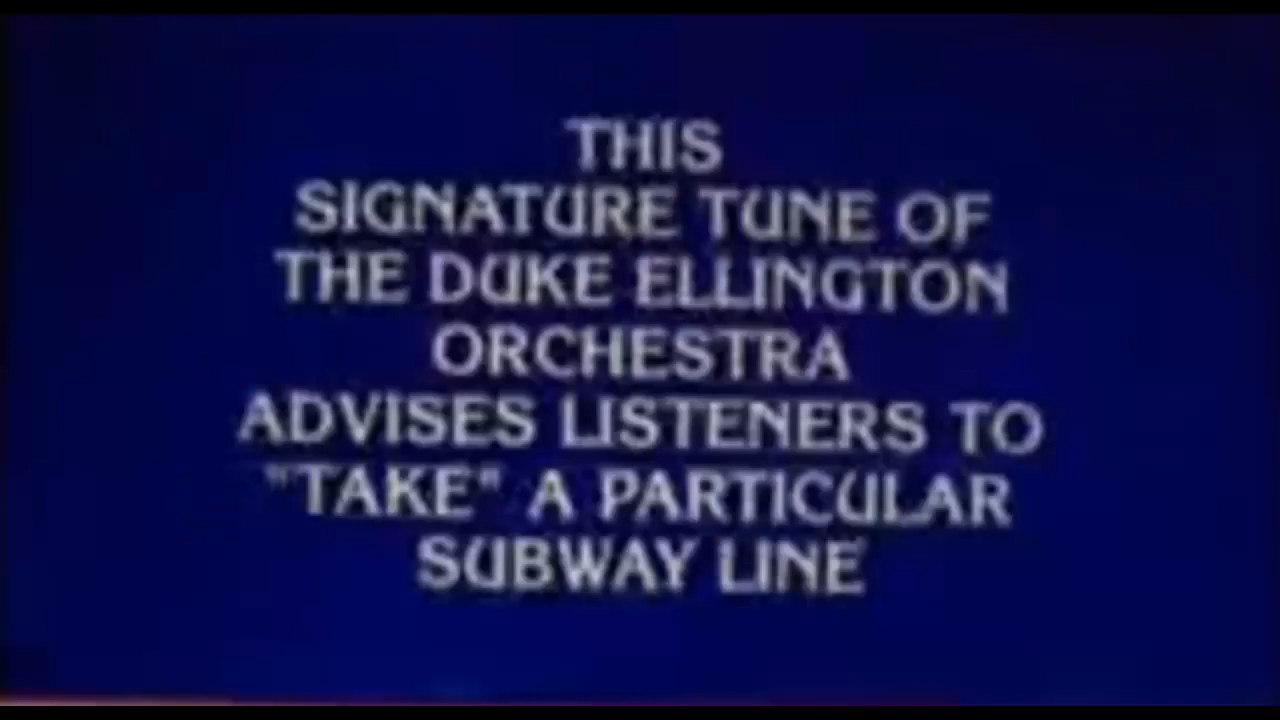 THIS
SIGNATURE TUNE OF
THE DUKE ELLINGTON
ORCHESTRA
ADVISES LISTENERS TO
"TAKE" A PARTICULAR
SUBWAY LINE